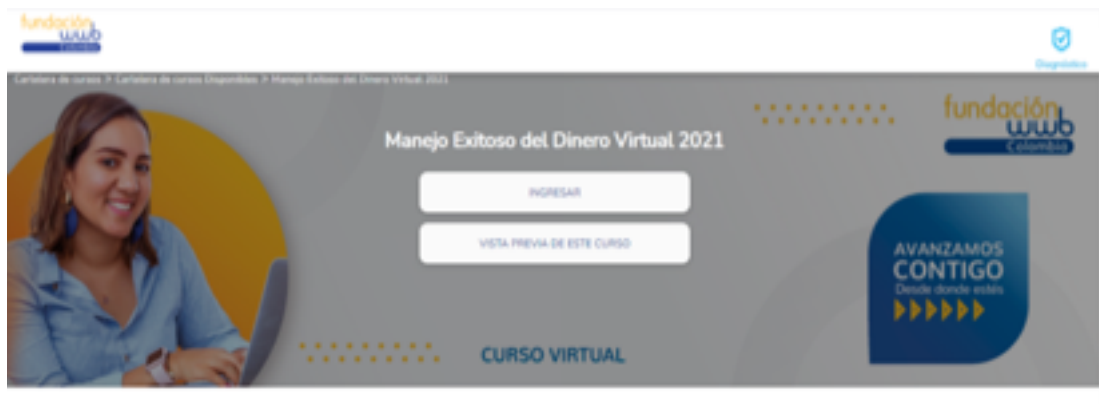 fundación
wwb
Colombia
Diagnóstico
Cartelera de cursos > Cartelera de cursos Disponibles > Manejo Exitoso del Dinero Virtual 2021
Manejo Exitoso del Dinero Virtual 2021
INGRESAR
VISTA PREVIA DE ESTE CURSO
fundación
wwb
Colombia
AVANZAMOS
CONTIGO
Desde donde estés
CURSO VIRTUAL